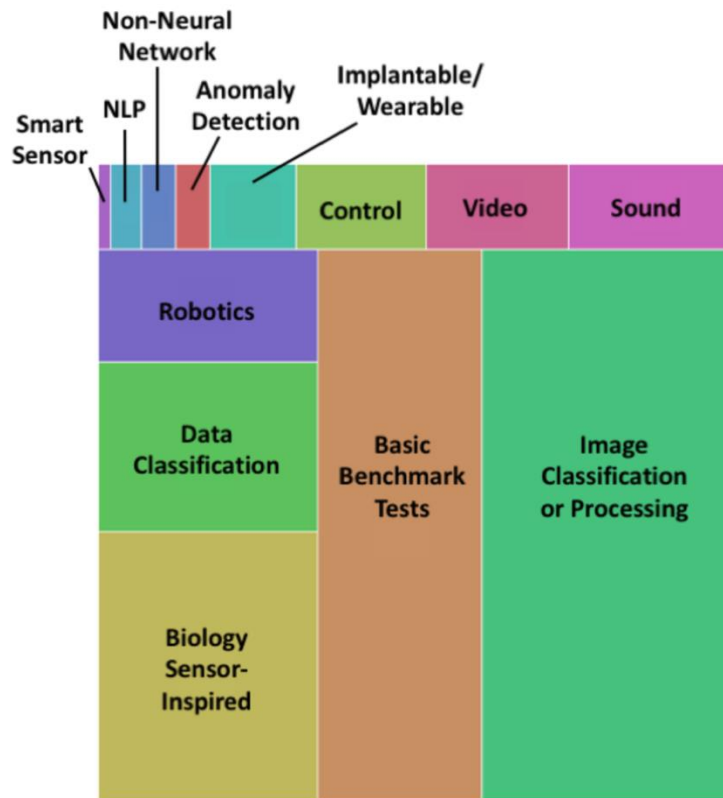 Non-Neural
Network
Implantable/
Wearable
Anomaly
Detection
NLP
Smart
Sensor
Control
Video
Sound
Robotics
Data
Classification
Basic
Benchmark
Tests
Image
Classification
or Processing
Biology
Sensor-
Inspired